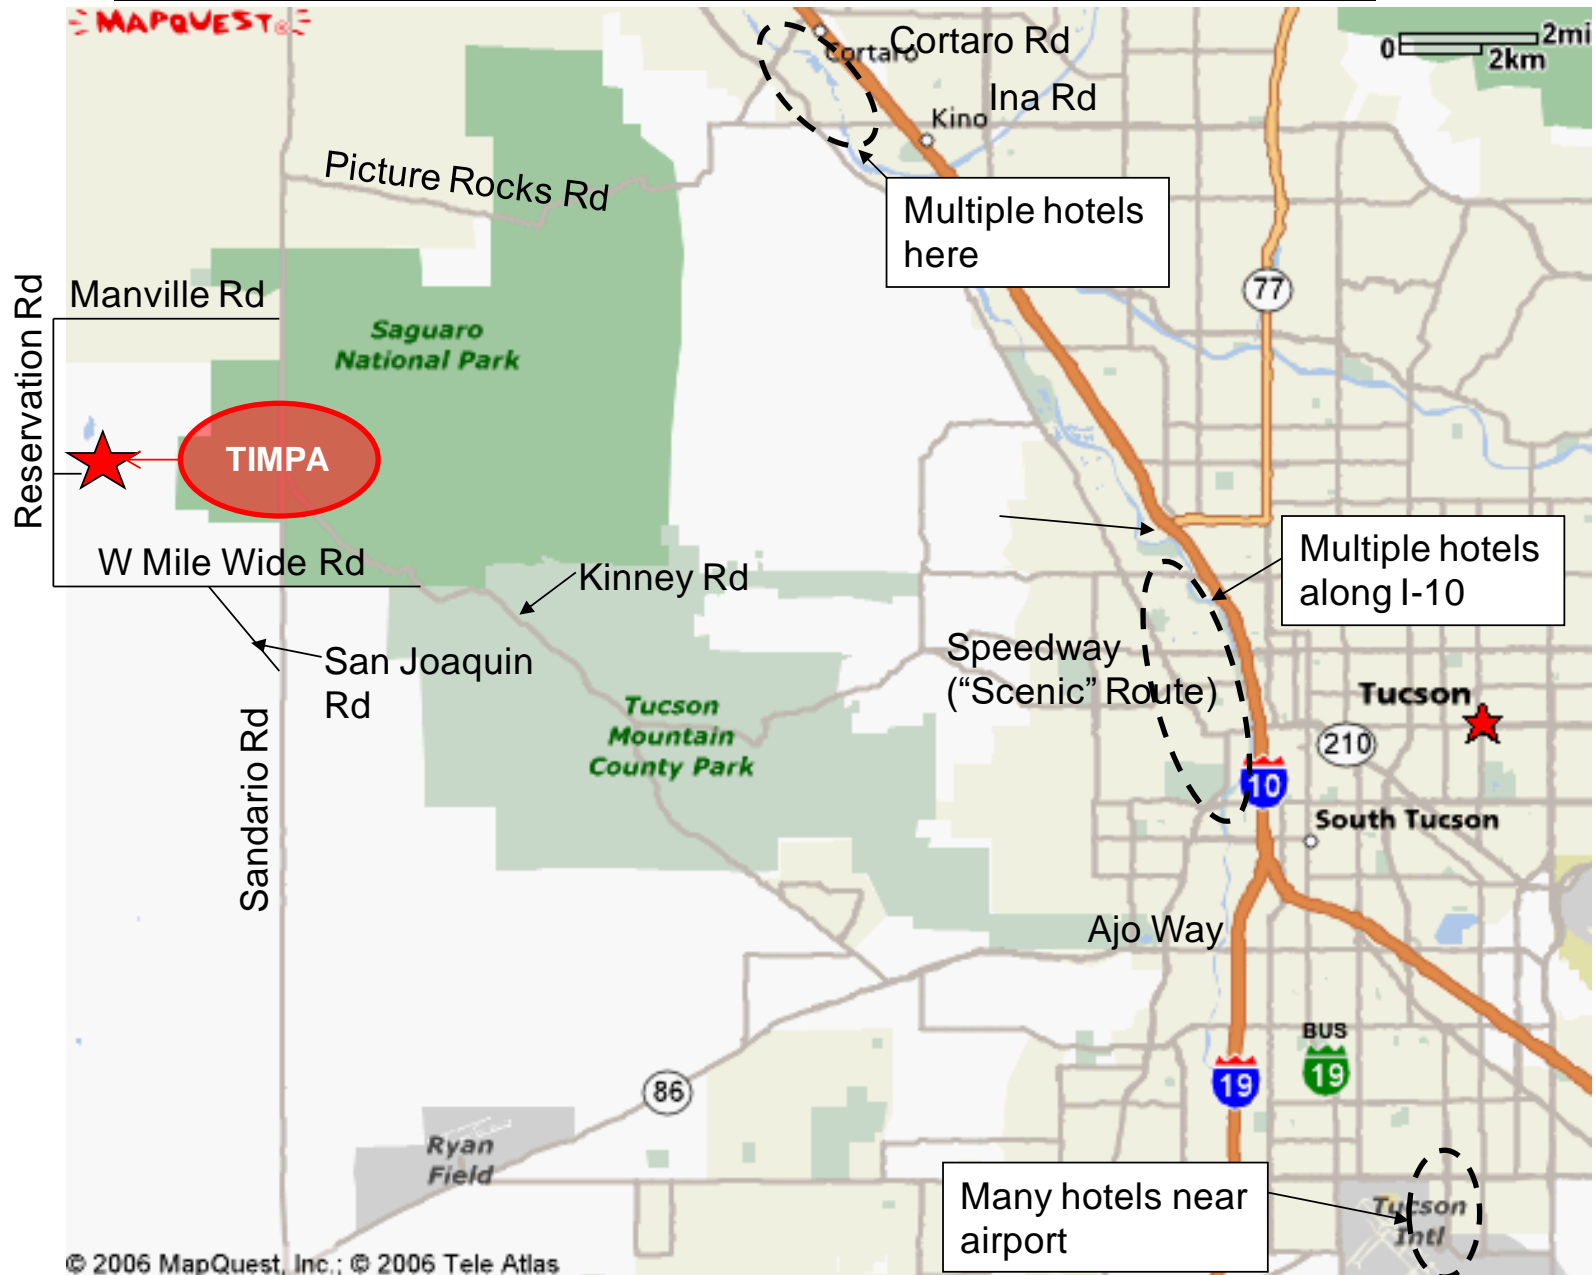 MAPQUEST
Cortaro Rd
Cortaro
0
2mi
2km
Ina Rd
Kino
Picture Rocks Rd
Multiple hotels
here
77
Manville Rd
Reservation Rd
Saguaro
National Park
TIMPA
W Mile Wide Rd
Kinney Rd
Multiple hotels
along I-10
San Joaquin
Rd
Speedway
(“Scenic” Route)
Tucson
Tucson
Mountain
County Park
210
10
Sandario Rd
South Tucson
Ajo Way
BUS
19
19
86
Ryan
Field
Many hotels near
airport
Tucson
Intl
© 2006 MapQuest, Inc.; © 2006 Tele Atlas